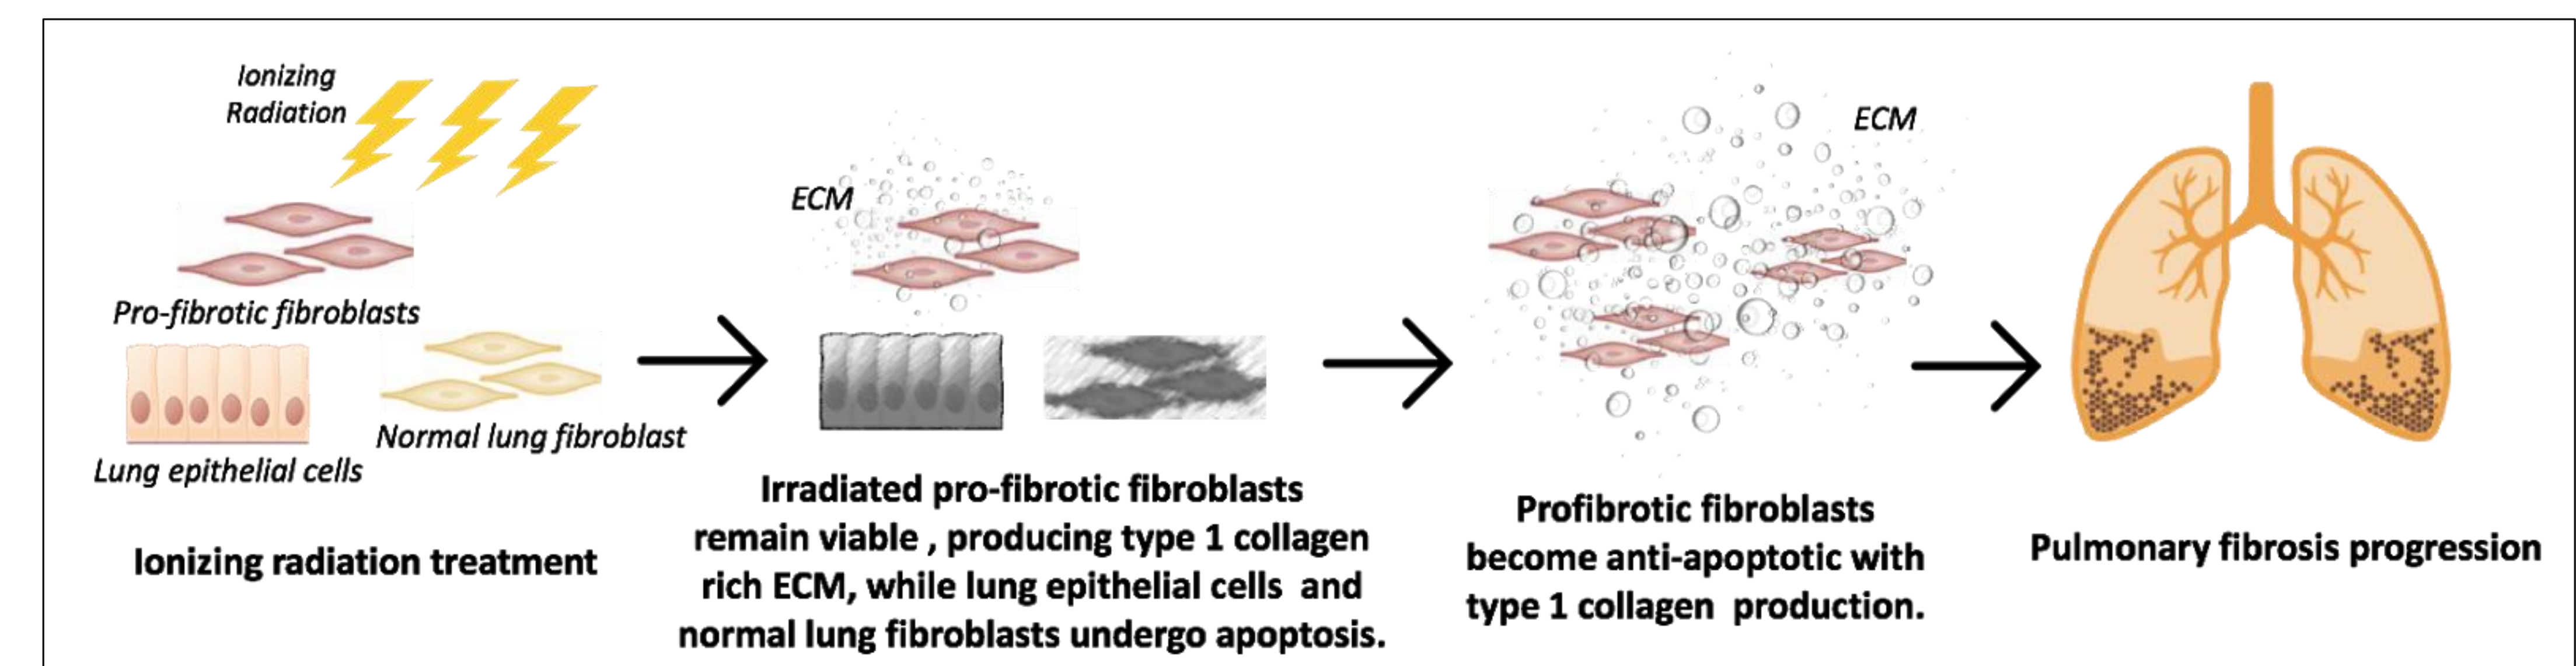 Ionizing
Radiation
Pro-fibrotic fibroblasts
Normal lung fibroblast
Lung epithelial cells
Ionizing radiation treatment
ECM
Irradiated pro-fibrotic fibroblasts
remain viable , producing type 1 collagen
rich ECM, while lung epithelial cells and
normal lung fibroblasts undergo apoptosis.
ECM
Profibrotic fibroblasts
become anti-apoptotic with
type 1 collagen production.
Pulmonary fibrosis progression